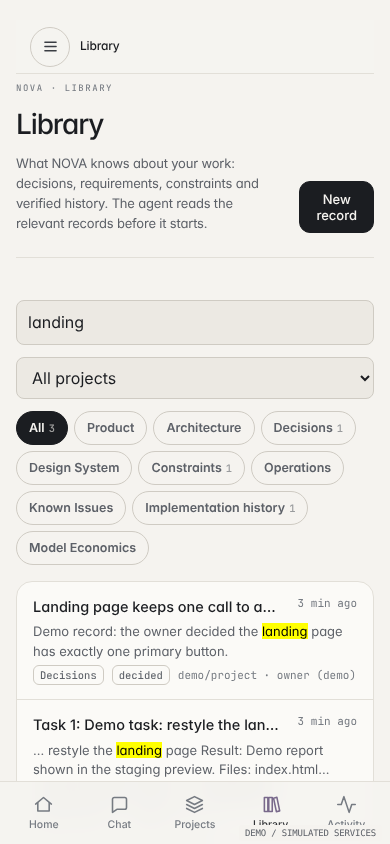 Library
NOVA · LIBRARY
Library
What NOVA knows about your work:
decisions, requirements, constraints and
verified history. The agent reads the
relevant records before it starts.
New
record
landing
All projects
All 3
Product
Architecture
Decisions 1
Design System
Constraints 1
Operations
Known Issues
Implementation history 1
Model Economics
Landing page keeps one call to a...
3 min ago
Demo record: the owner decided the landing page
has exactly one primary button.
Decisions decided demo/project · owner (demo)
Task 1: Demo task: restyle the lan...
3 min ago
... restyle the landing page Result: Demo report
shown in the staging preview. Files: index.html...
Home
Chat
Projects
Library
Activity
DEMO / SIMULATED SERVICES